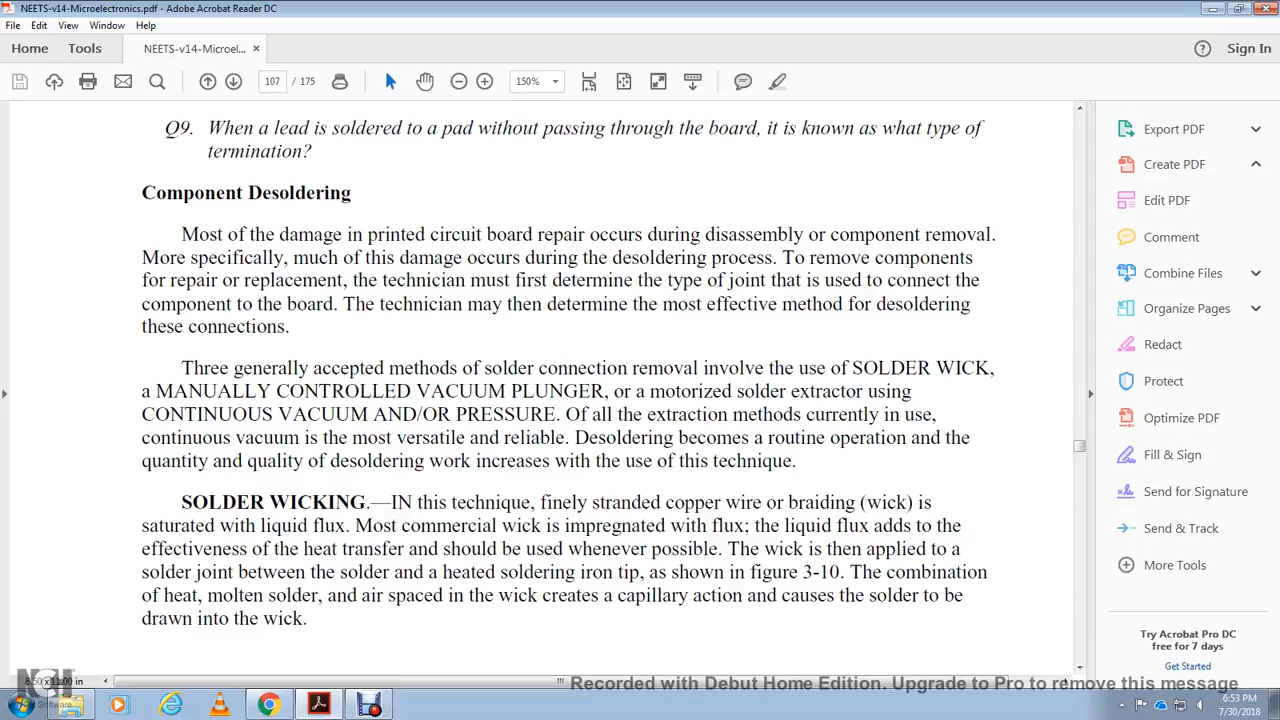 NEETS-v14-Microelectronics.pdf - Adobe Acrobat Reader DC
File Edit View Window Help
Home Tools NEETS-v14-Microel... × Sign In
107 / 175 150%
Q9. When a lead is soldered to a pad without passing through the board, it is known as what type of
termination?
Component Desoldering
Most of the damage in printed circuit board repair occurs during disassembly or component removal.
More specifically, much of this damage occurs during the desoldering process. To remove components
for repair or replacement, the technician must first determine the type of joint that is used to connect the
component to the board. The technician may then determine the most effective method for desoldering
these connections.
Three generally accepted methods of solder connection removal involve the use of SOLDER WICK,
a MANUALLY CONTROLLED VACUUM PLUNGER, or a motorized solder extractor using
CONTINUOUS VACUUM AND/OR PRESSURE. Of all the extraction methods currently in use,
continuous vacuum is the most versatile and reliable. Desoldering becomes a routine operation and the
quantity and quality of desoldering work increases with the use of this technique.
SOLDER WICKING.—IN this technique, finely stranded copper wire or braiding (wick) is
saturated with liquid flux. Most commercial wick is impregnated with flux; the liquid flux adds to the
effectiveness of the heat transfer and should be used whenever possible. The wick is then applied to a
solder joint between the solder and a heated soldering iron tip, as shown in figure 3-10. The combination
of heat, molten solder, and air spaced in the wick creates a capillary action and causes the solder to be
drawn into the wick.
Export PDF
Create PDF
Edit PDF
Comment
Combine Files
Organize Pages
Redact
Protect
Optimize PDF
Fill & Sign
Send for Signature
Send & Track
More Tools
Try Acrobat Pro DC
free for 7 days
Get Started
8.50 x 11.00 in
NCH Software
Recorded with Debut Home Edition. Upgrade to Pro to remove this message
6:53 PM
7/30/2018